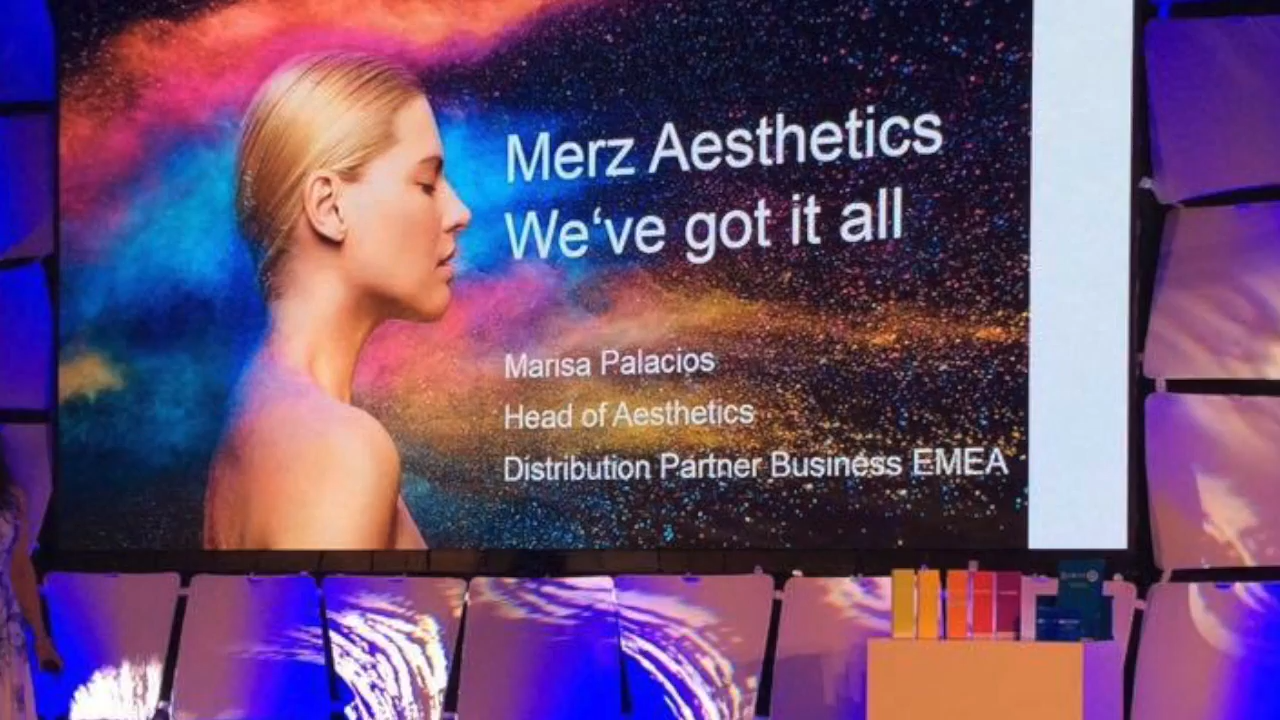 Merz Aesthetics
We‘ve got it all
Marisa Palacios
Head of Aesthetics
Distribution Partner Business EMEA